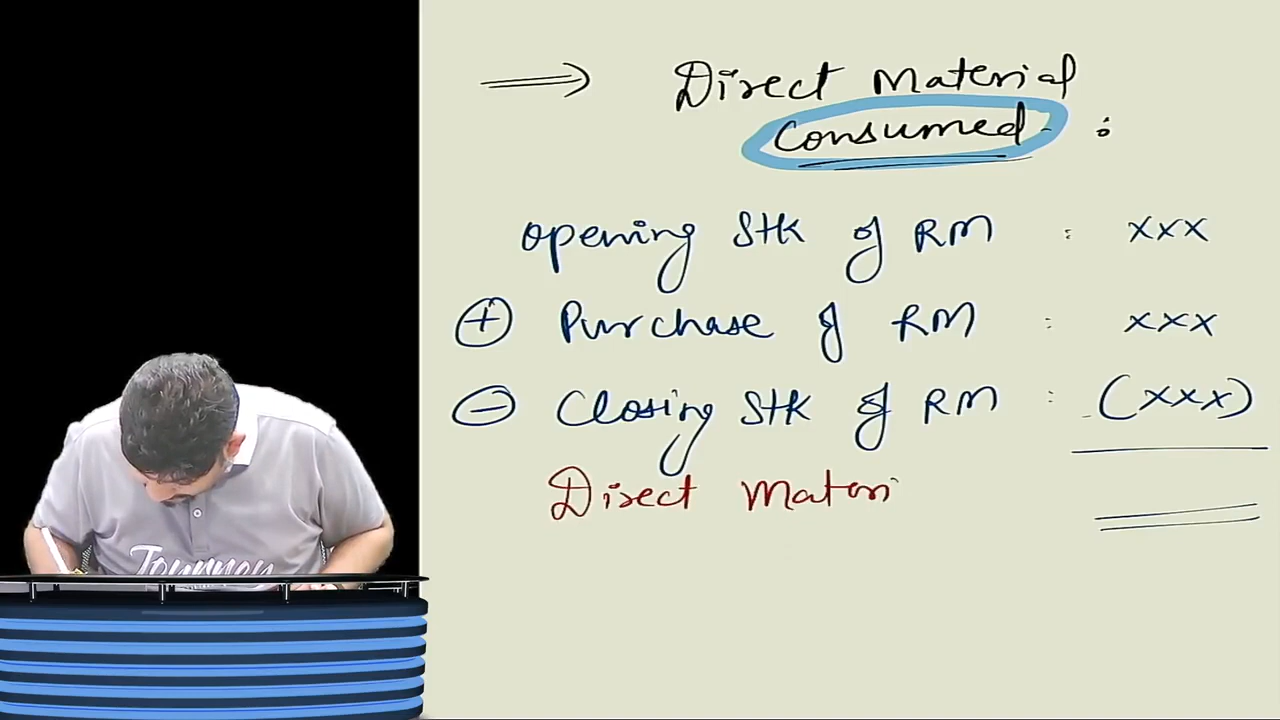 ⟹ Direct Material
Consumed. :
opening Stk of RM : xxx
⊕ Purchase of RM : xxx
⊖ Closing Stk of RM : (xxx)
Direct Materi
Journey